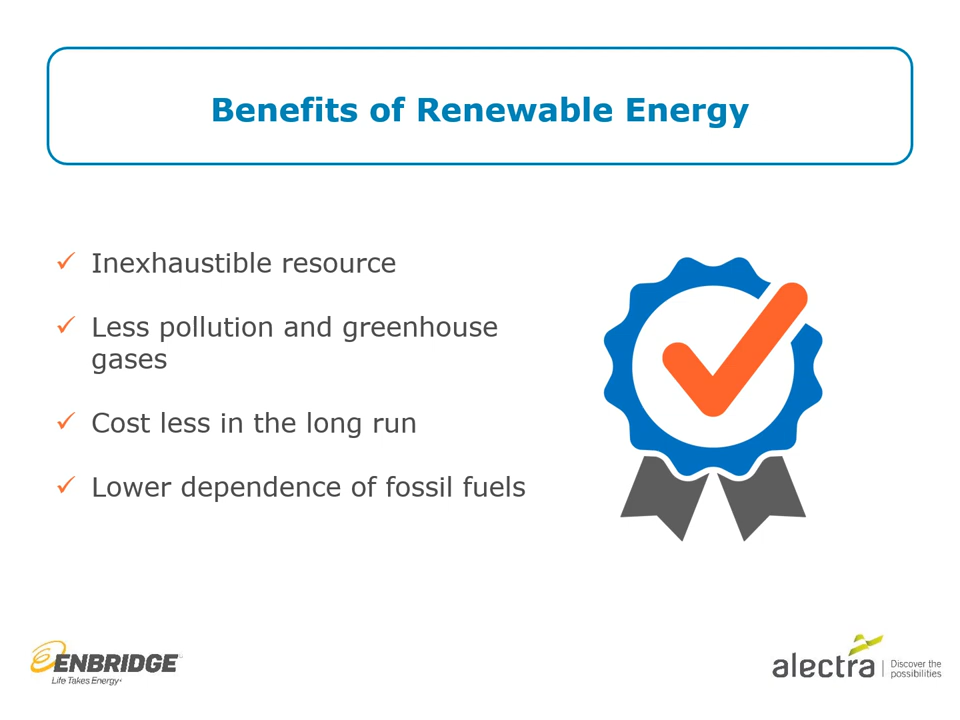 Benefits of Renewable Energy
Inexhaustible resource
Less pollution and greenhouse
gases
Cost less in the long run
Lower dependence of fossil fuels
ENBRIDGE
Life Takes Energy
alectra
Discover the
possibilities